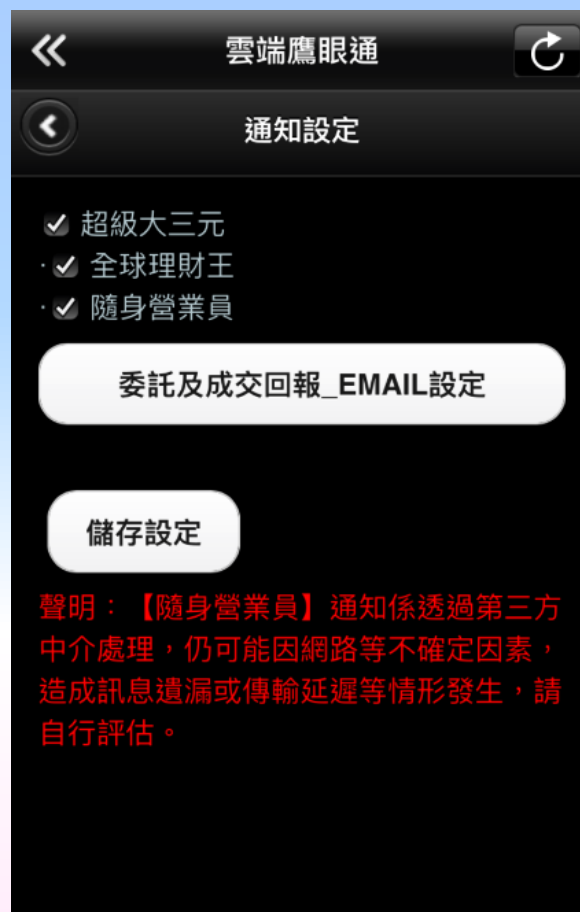 雲端鷹眼通
通知設定
超級大三元
全球理財王
隨身營業員
委託及成交回報_EMAIL設定
儲存設定
聲明：【隨身營業員】通知係透過第三方
中介處理，仍可能因網路等不確定因素，
造成訊息遺漏或傳輸延遲等情形發生，請
自行評估。